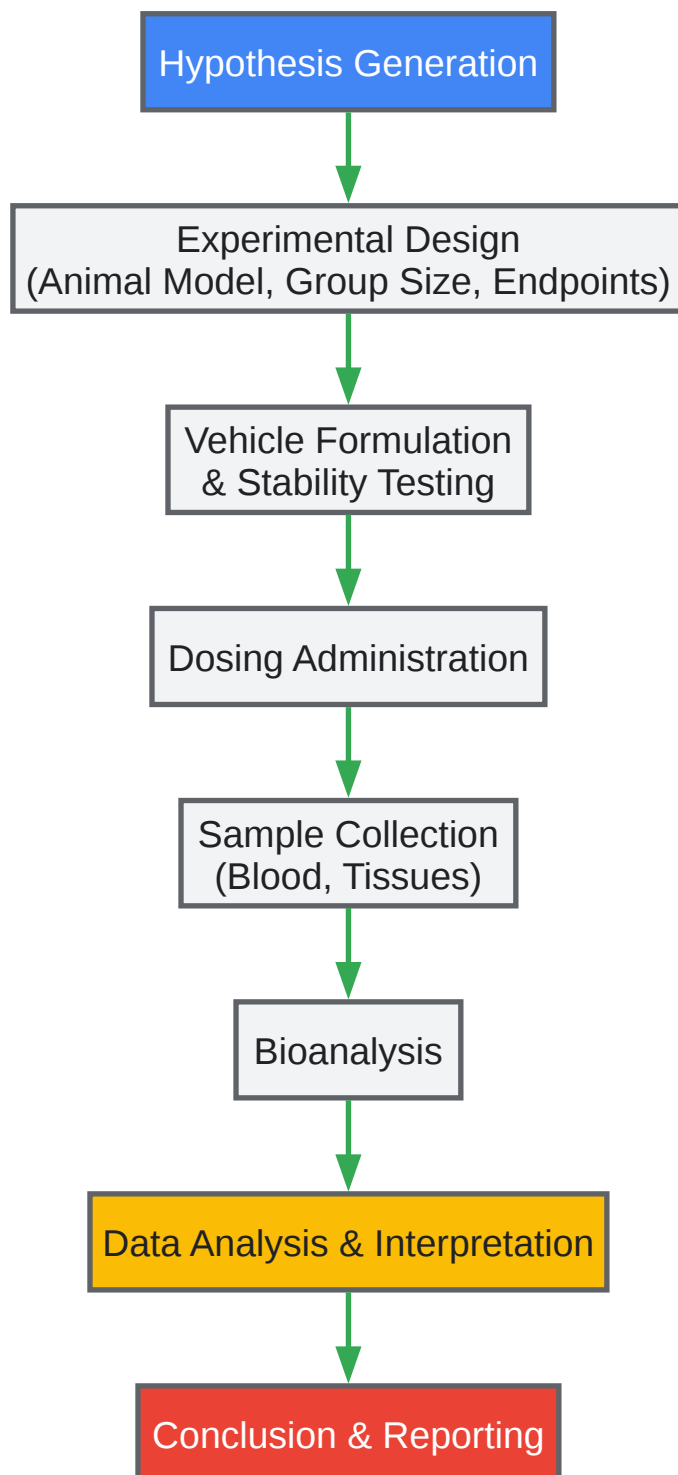 Hypothesis Generation
Experimental Design
(Animal Model, Group Size, Endpoints)
Vehicle Formulation
& Stability Testing
Dosing Administration
Sample Collection
(Blood, Tissues)
Bioanalysis
Data Analysis & Interpretation
Conclusion & Reporting